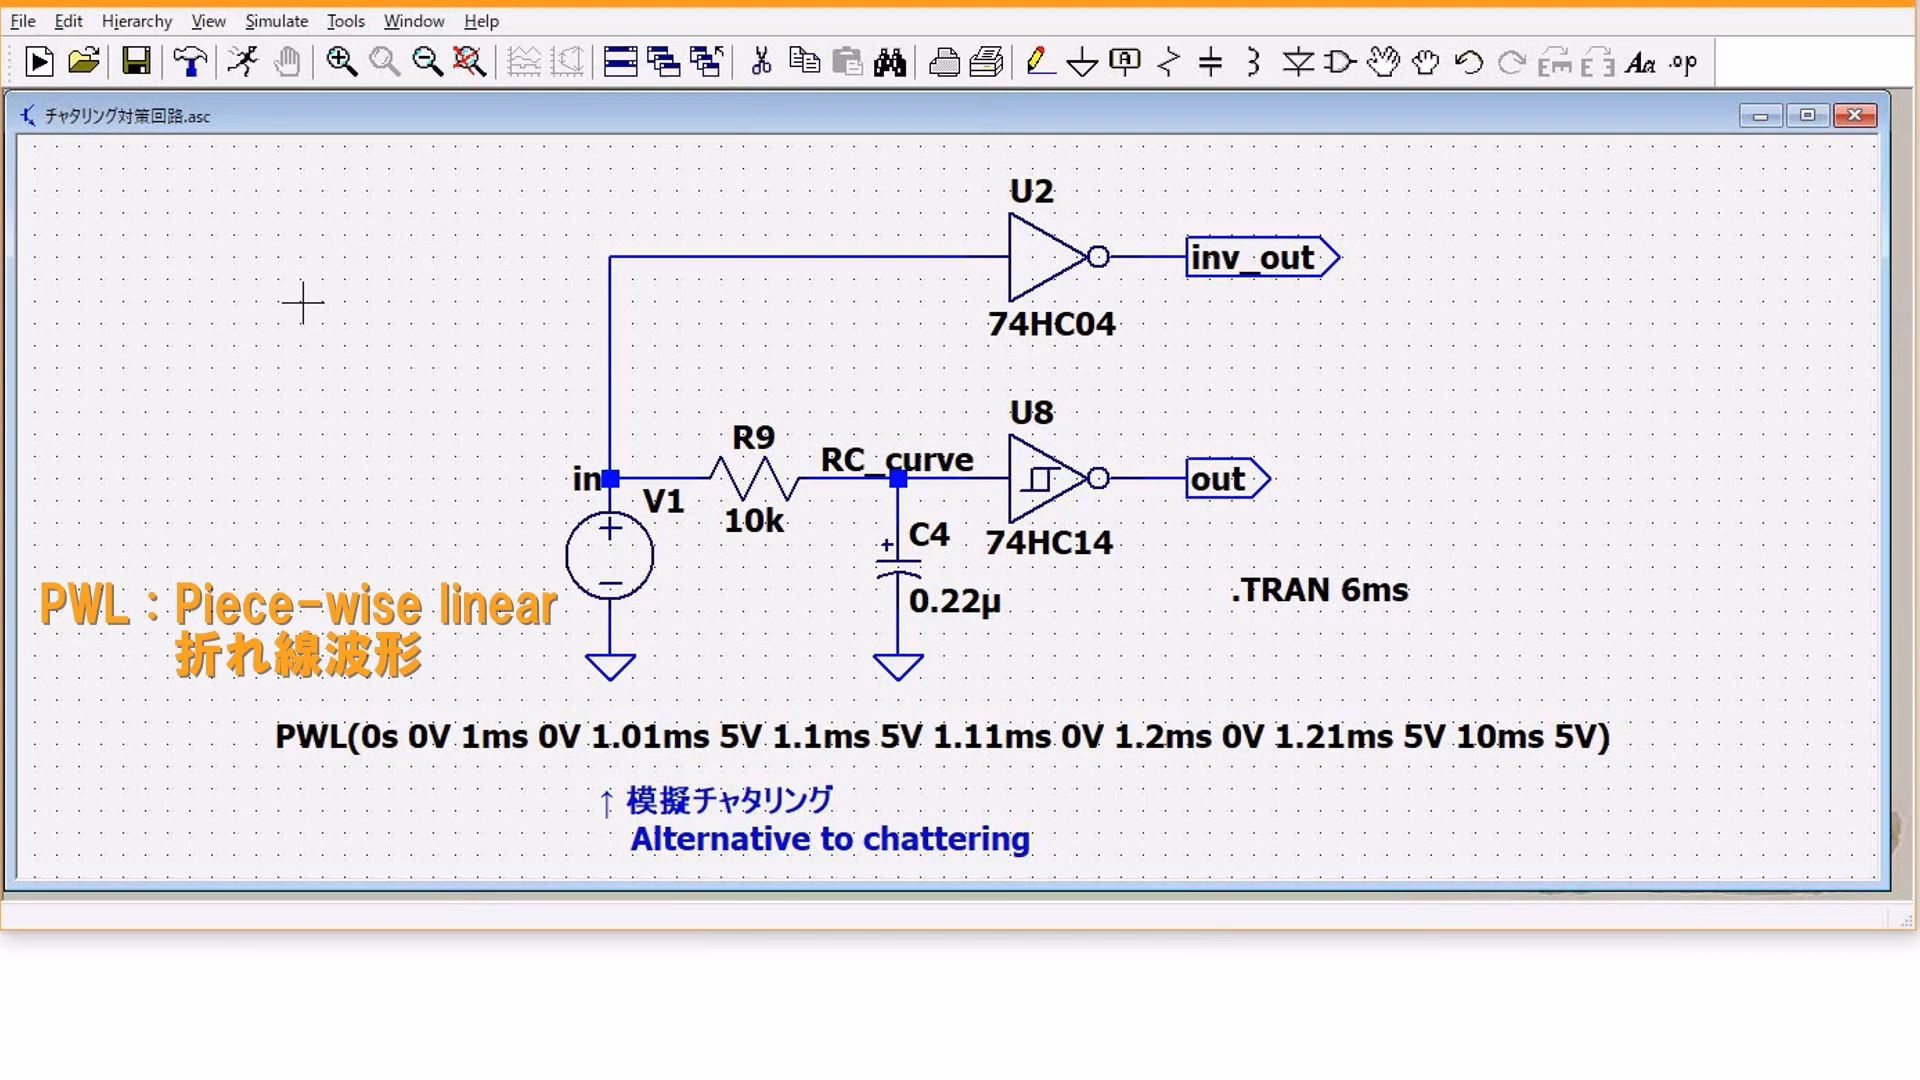 File Edit Hierarchy View Simulate Tools Window Help
A Aa .op
チャタリング対策回路.asc
U2
inv_out
74HC04
U8
R9
RC_curve
in
out
V1
10k
C4
74HC14
0.22µ
.TRAN 6ms
PWL：Piece-wise linear
折れ線波形
PWL(0s 0V 1ms 0V 1.01ms 5V 1.1ms 5V 1.11ms 0V 1.2ms 0V 1.21ms 5V 10ms 5V)
↑ 模擬チャタリング
Alternative to chattering